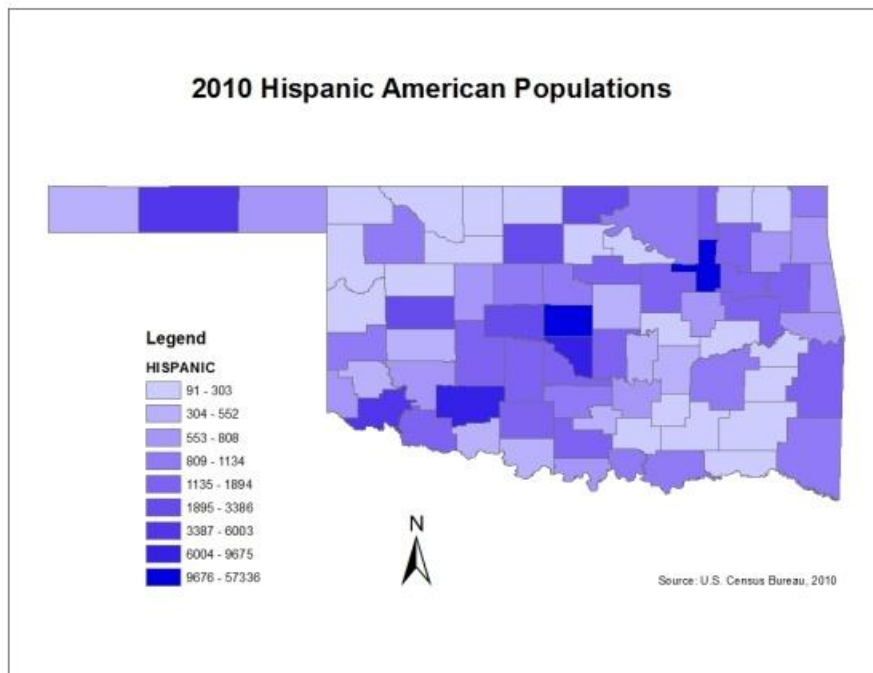 2010 Hispanic American Populations
Legend
HISPANIC
91 - 303
304 - 552
553 - 808
809 - 1134
1135 - 1894
1895 - 3386
3387 - 6003
6004 - 9675
9676 - 57336
N
Source: U.S. Census Bureau, 2010